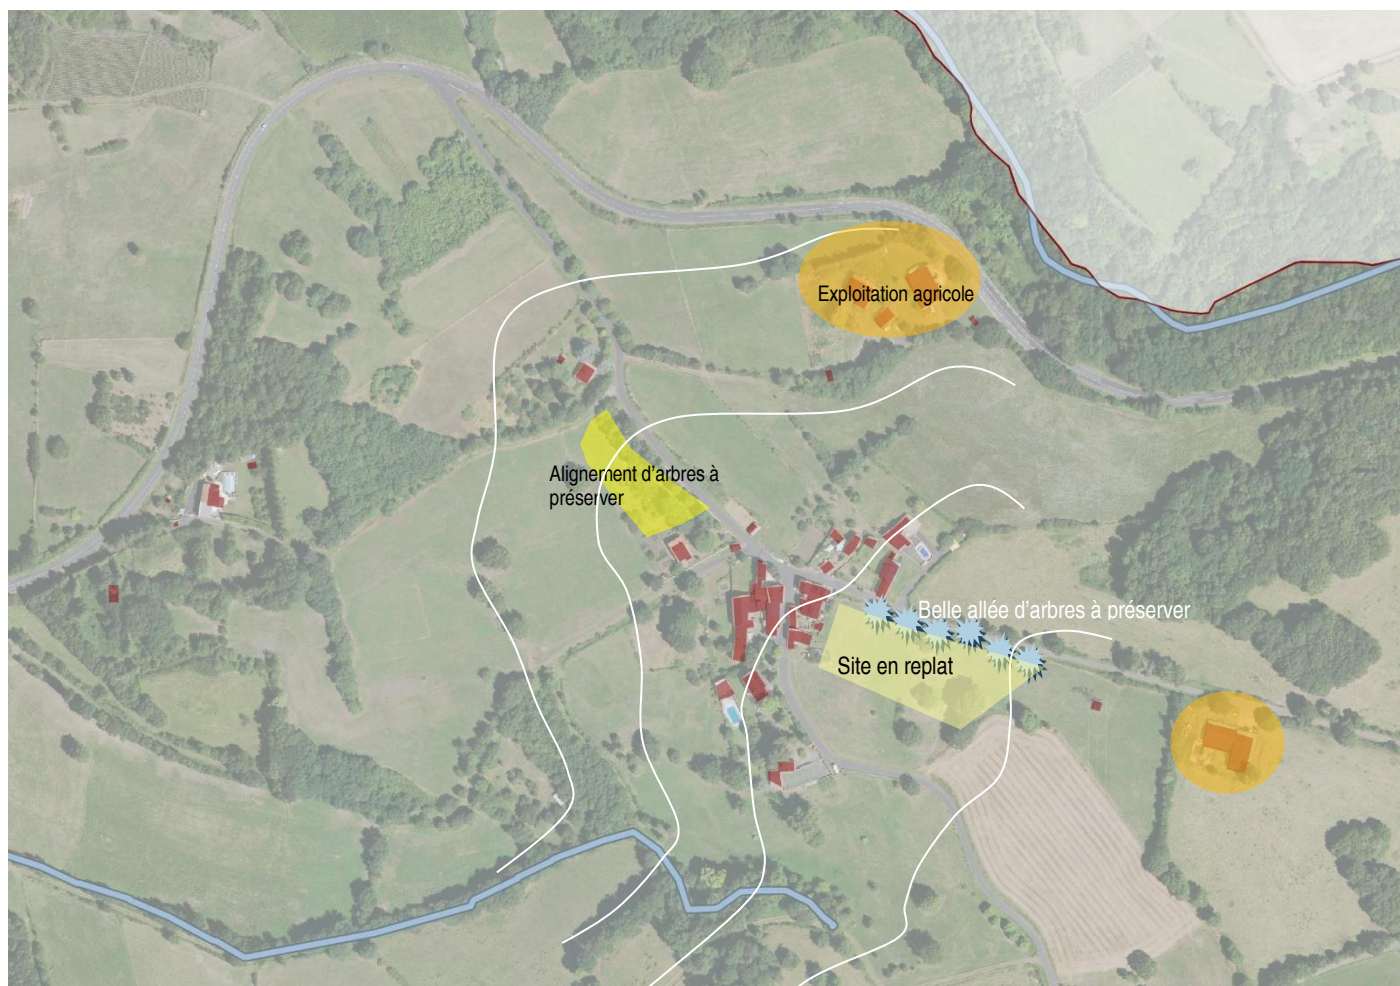 Exploitation agricole
Alignement d'arbres à
préserver
Belle allée d'arbres à préserver
Site en replat